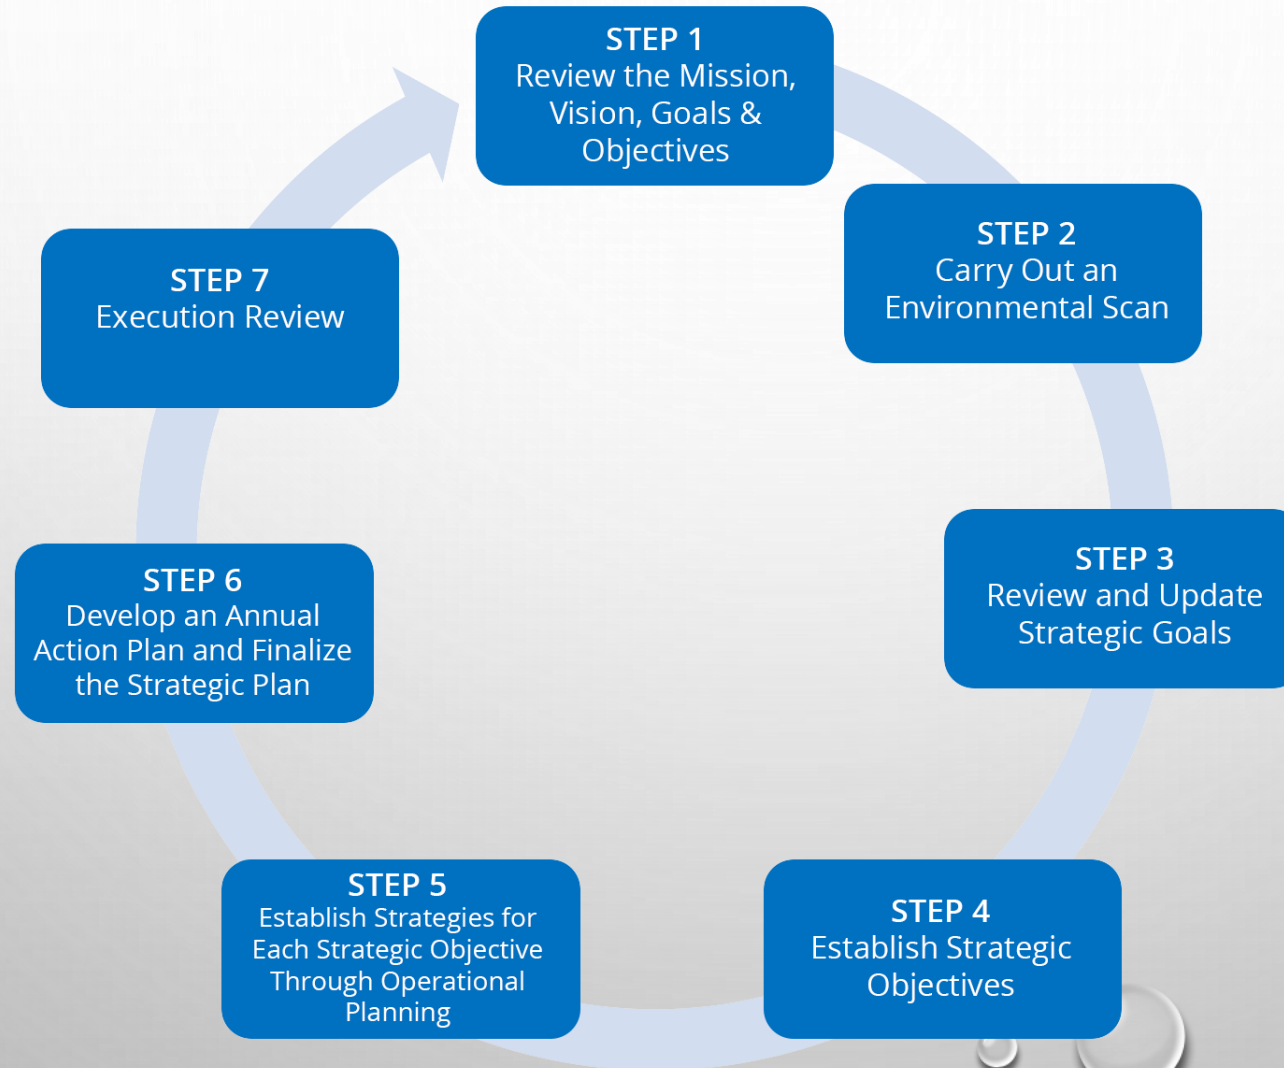 STEP 1
Review the Mission,
Vision, Goals &
Objectives
STEP 2
Carry Out an
Environmental Scan
STEP 3
Review and Update
Strategic Goals
STEP 4
Establish Strategic
Objectives
STEP 5
Establish Strategies for
Each Strategic Objective
Through Operational
Planning
STEP 6
Develop an Annual
Action Plan and Finalize
the Strategic Plan
STEP 7
Execution Review